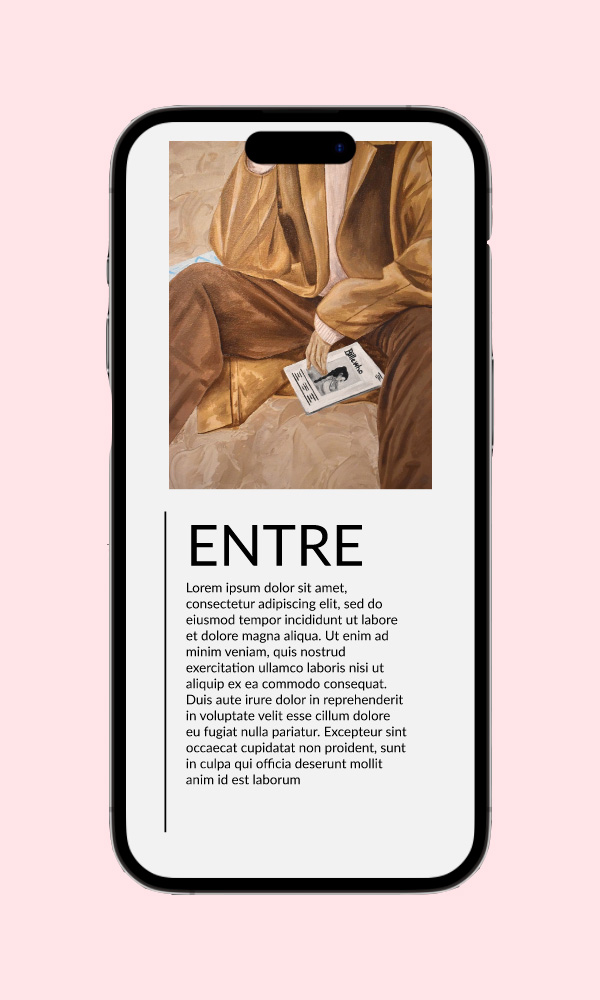 ENTRE
Lorem ipsum dolor sit amet,
consectetur adipiscing elit, sed do
eiusmod tempor incididunt ut labore
et dolore magna aliqua. Ut enim ad
minim veniam, quis nostrud
exercitation ullamco laboris nisi ut
aliquip ex ea commodo consequat.
Duis aute irure dolor in reprehenderit
in voluptate velit esse cillum dolore
eu fugiat nulla pariatur. Excepteur sint
occaecat cupidatat non proident, sunt
in culpa qui officia deserunt mollit
anim id est laborum